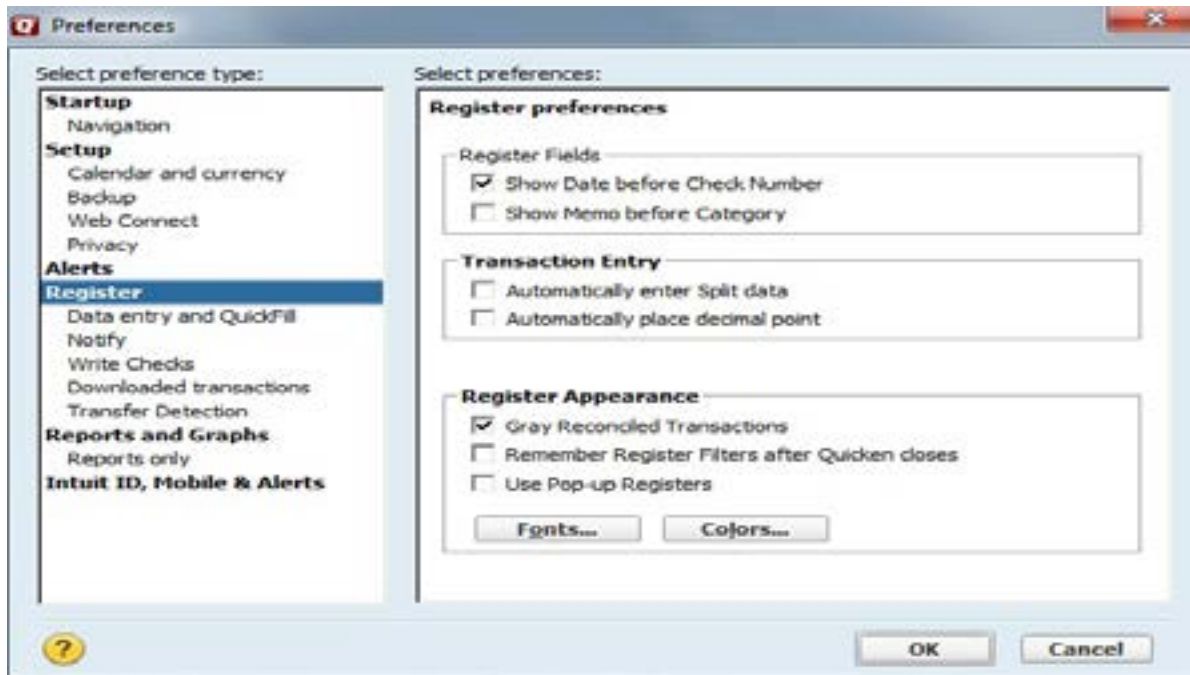 Preferences
Select preference type:
Startup
Navigation
Setup
Calendar and currency
Backup
Web Connect
Privacy
Alerts
Register
Data entry and QuickFill
Notify
Write Checks
Downloaded transactions
Transfer Detection
Reports and Graphs
Reports only
Intuit ID, Mobile & Alerts
Select preferences:
Register preferences
Register Fields
Show Date before Check Number
Show Memo before Category
Transaction Entry
Automatically enter Split data
Automatically place decimal point
Register Appearance
Gray Reconciled Transactions
Remember Register Filters after Quicken closes
Use Pop-up Registers
Fonts... Colors...
? OK Cancel